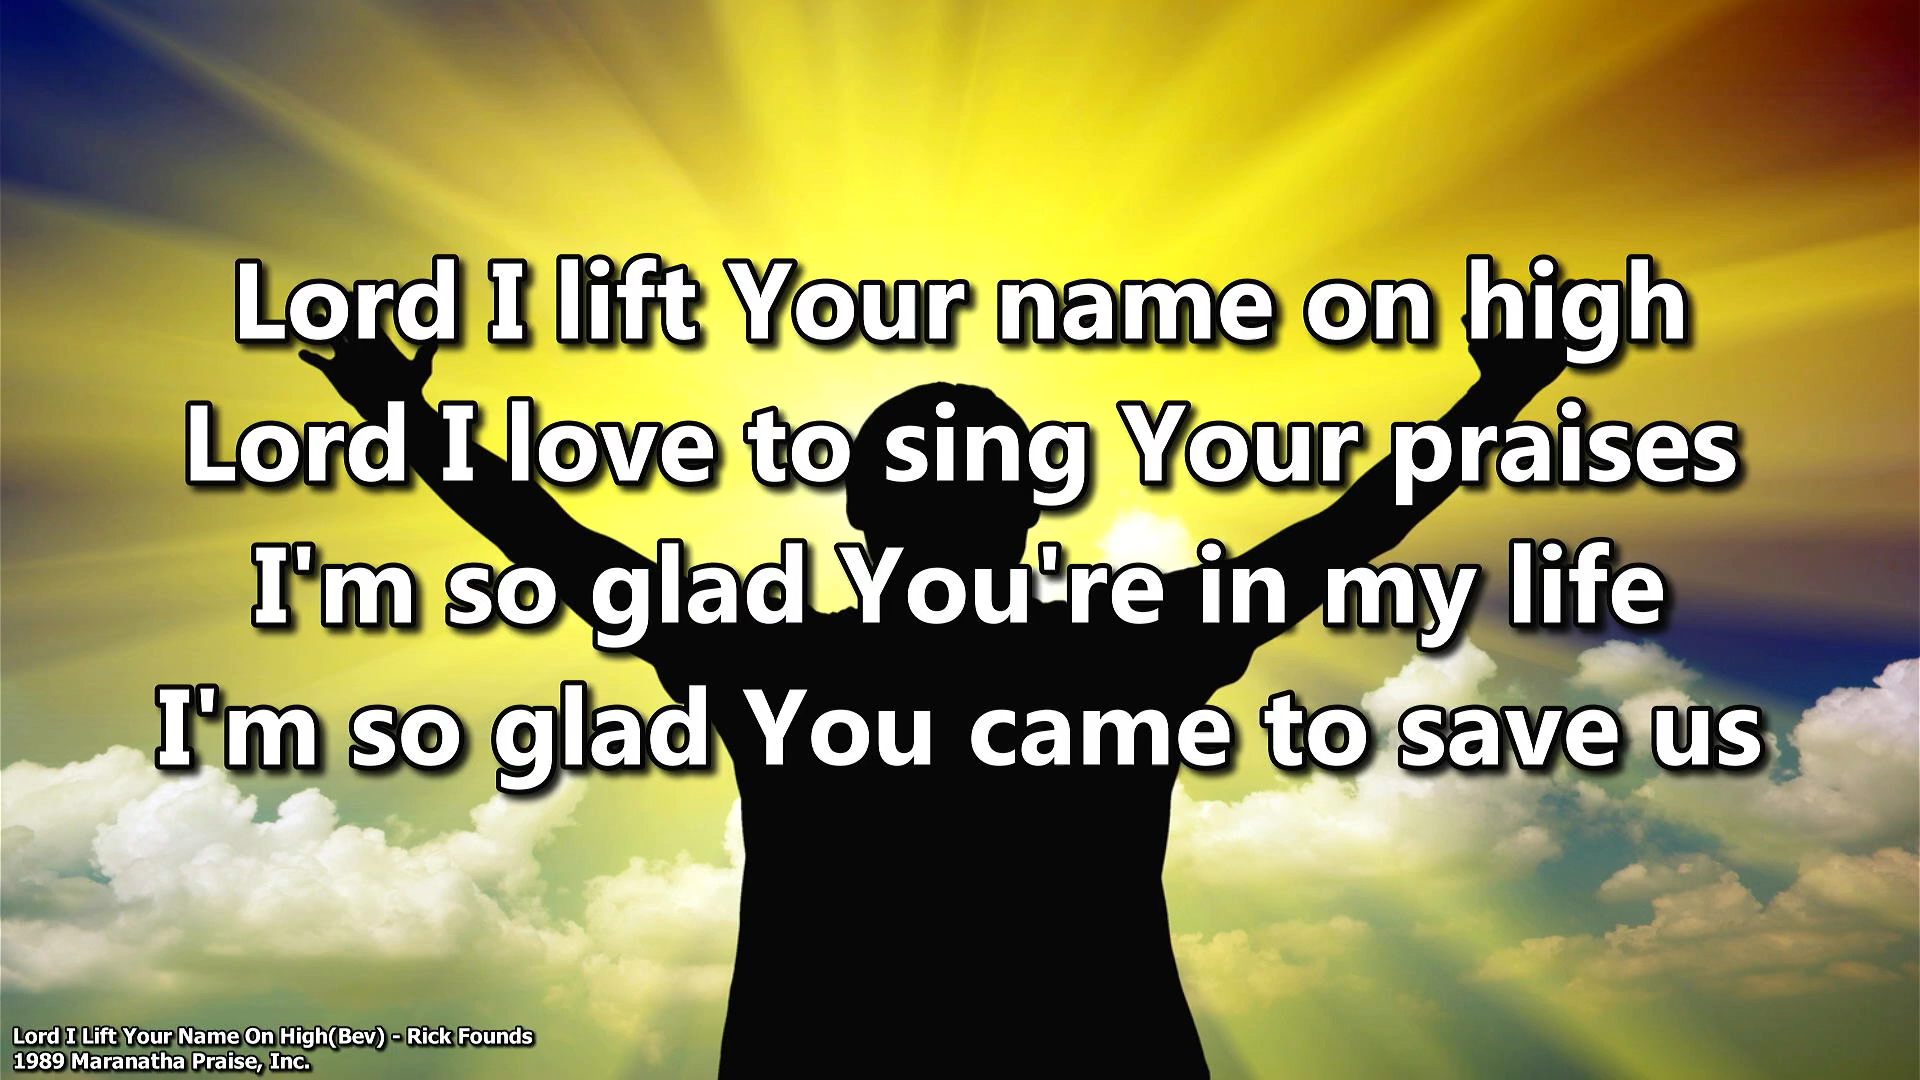 Lord I lift Your name on high
Lord I love to sing Your praises
I'm so glad You're in my life
I'm so glad You came to save us
Lord I Lift Your Name On High(Bev) - Rick Founds
1989 Maranatha Praise, Inc.